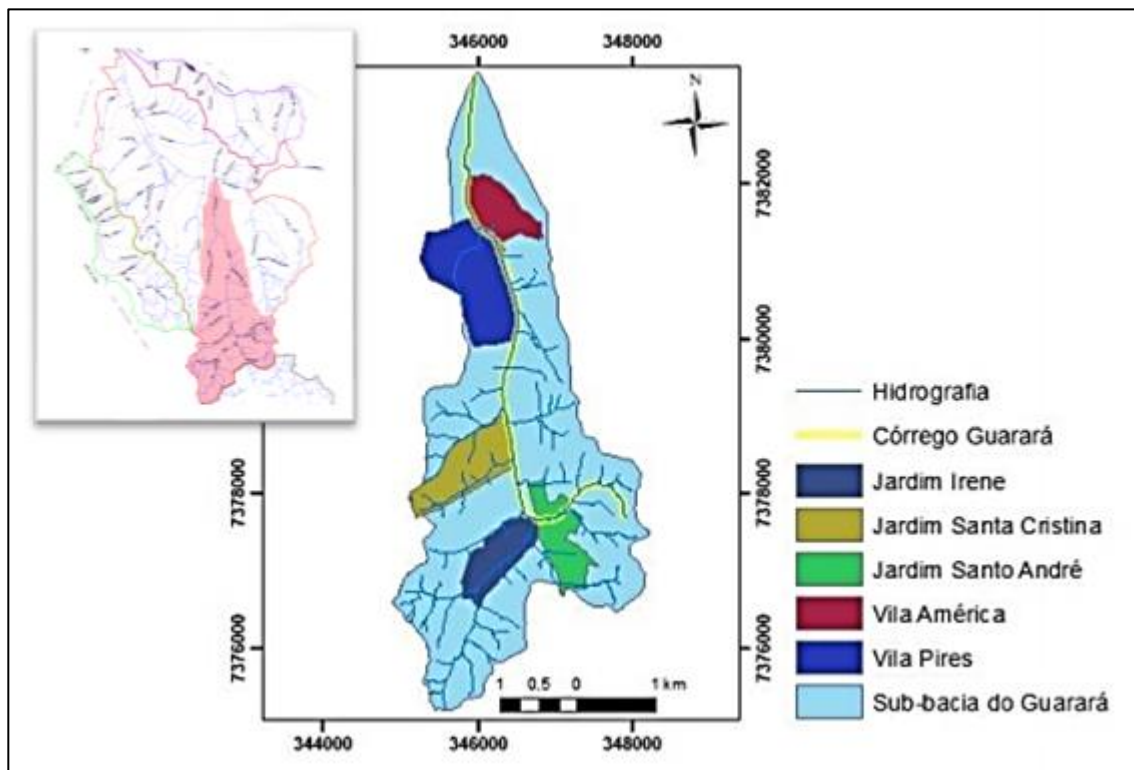 346000 348000
N
7382000
7380000
7378000
7376000
Hidrografia
Córrego Guarará
Jardim Irene
Jardim Santa Cristina
Jardim Santo André
Vila América
Vila Pires
Sub-bacia do Guarará
1 0.5 0 1 km
344000 346000 348000